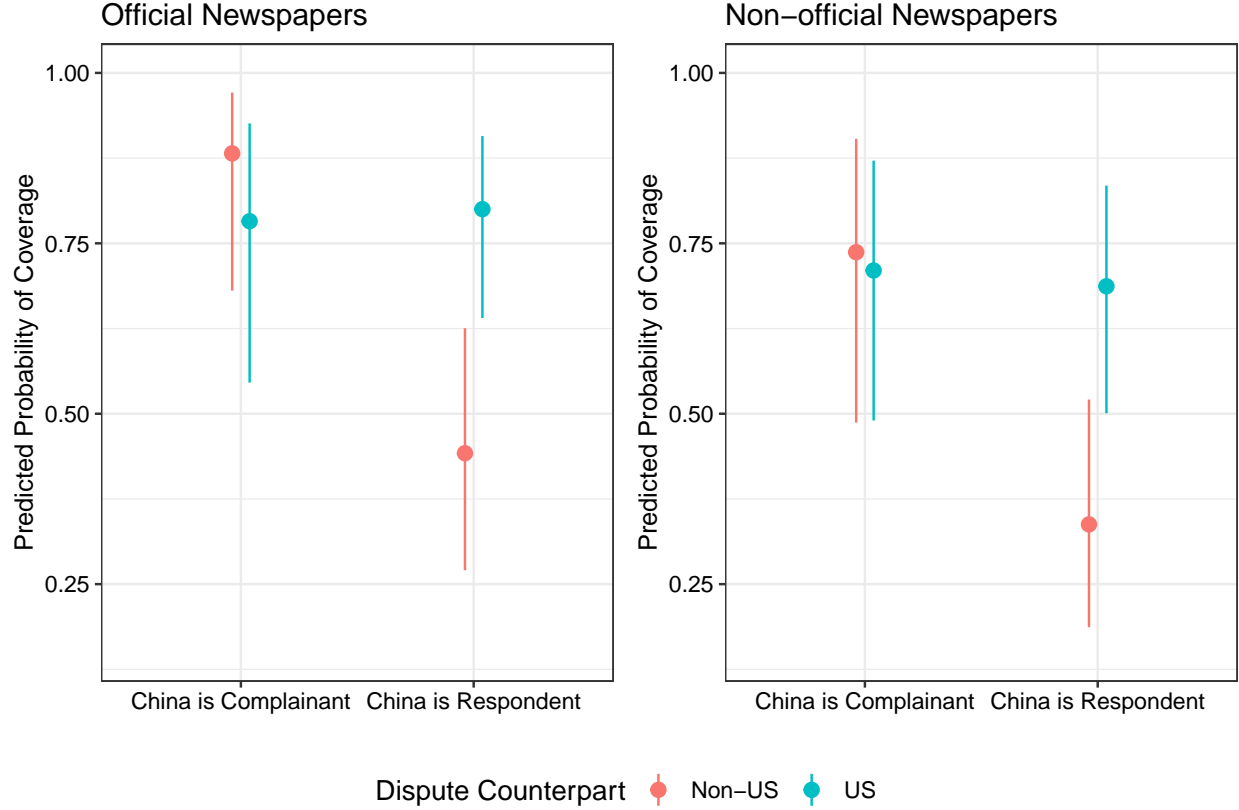 Official Newspapers
Non−official Newspapers
Predicted Probability of Coverage
1.00
0.75
0.50
0.25
China is Complainant
China is Respondent
Predicted Probability of Coverage
1.00
0.75
0.50
0.25
China is Complainant
China is Respondent
Dispute Counterpart Non−US US